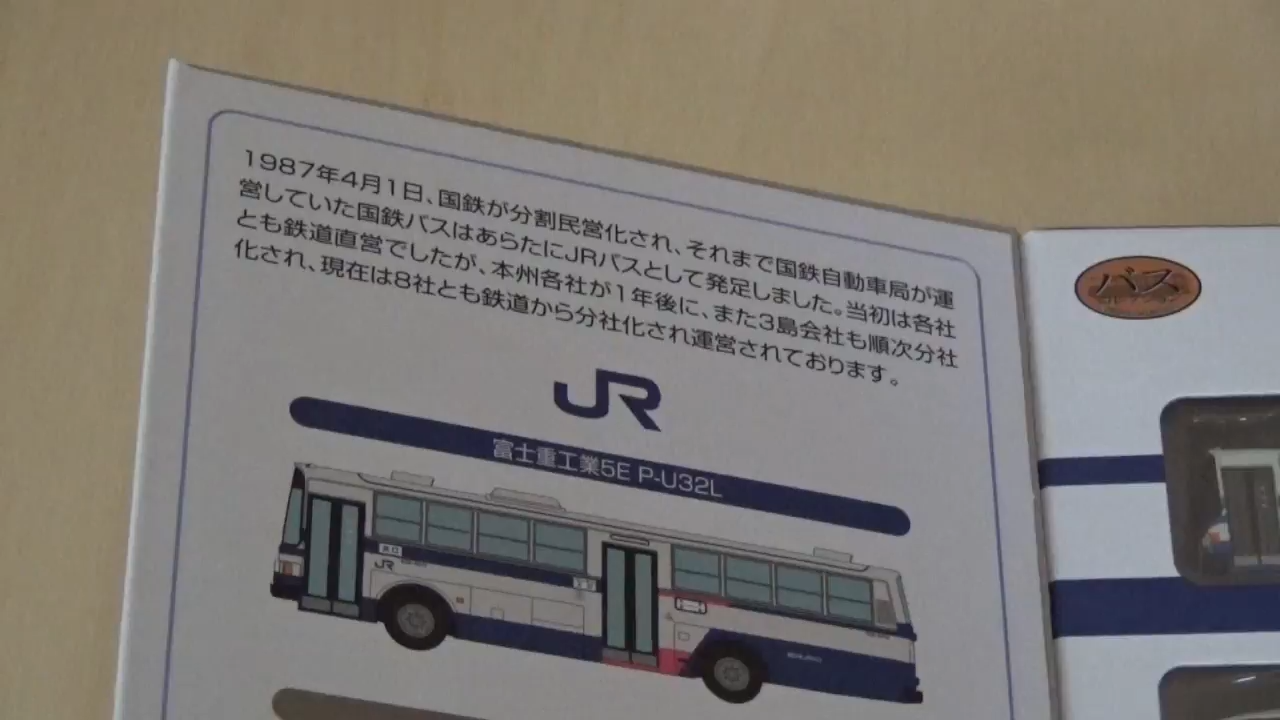 1987年4月1日、国鉄が分割民営化され、それまで国鉄自動車局が運
営していた国鉄バスはあらたにJRバスとして発足しました。当初は各社
とも鉄道直営でしたが、本州各社が1年後に、また3島会社も順次分社
化され、現在は8社とも鉄道から分社化され運営されております。
JR
富士重工業5E P-U32L
JR
バス
コレクション